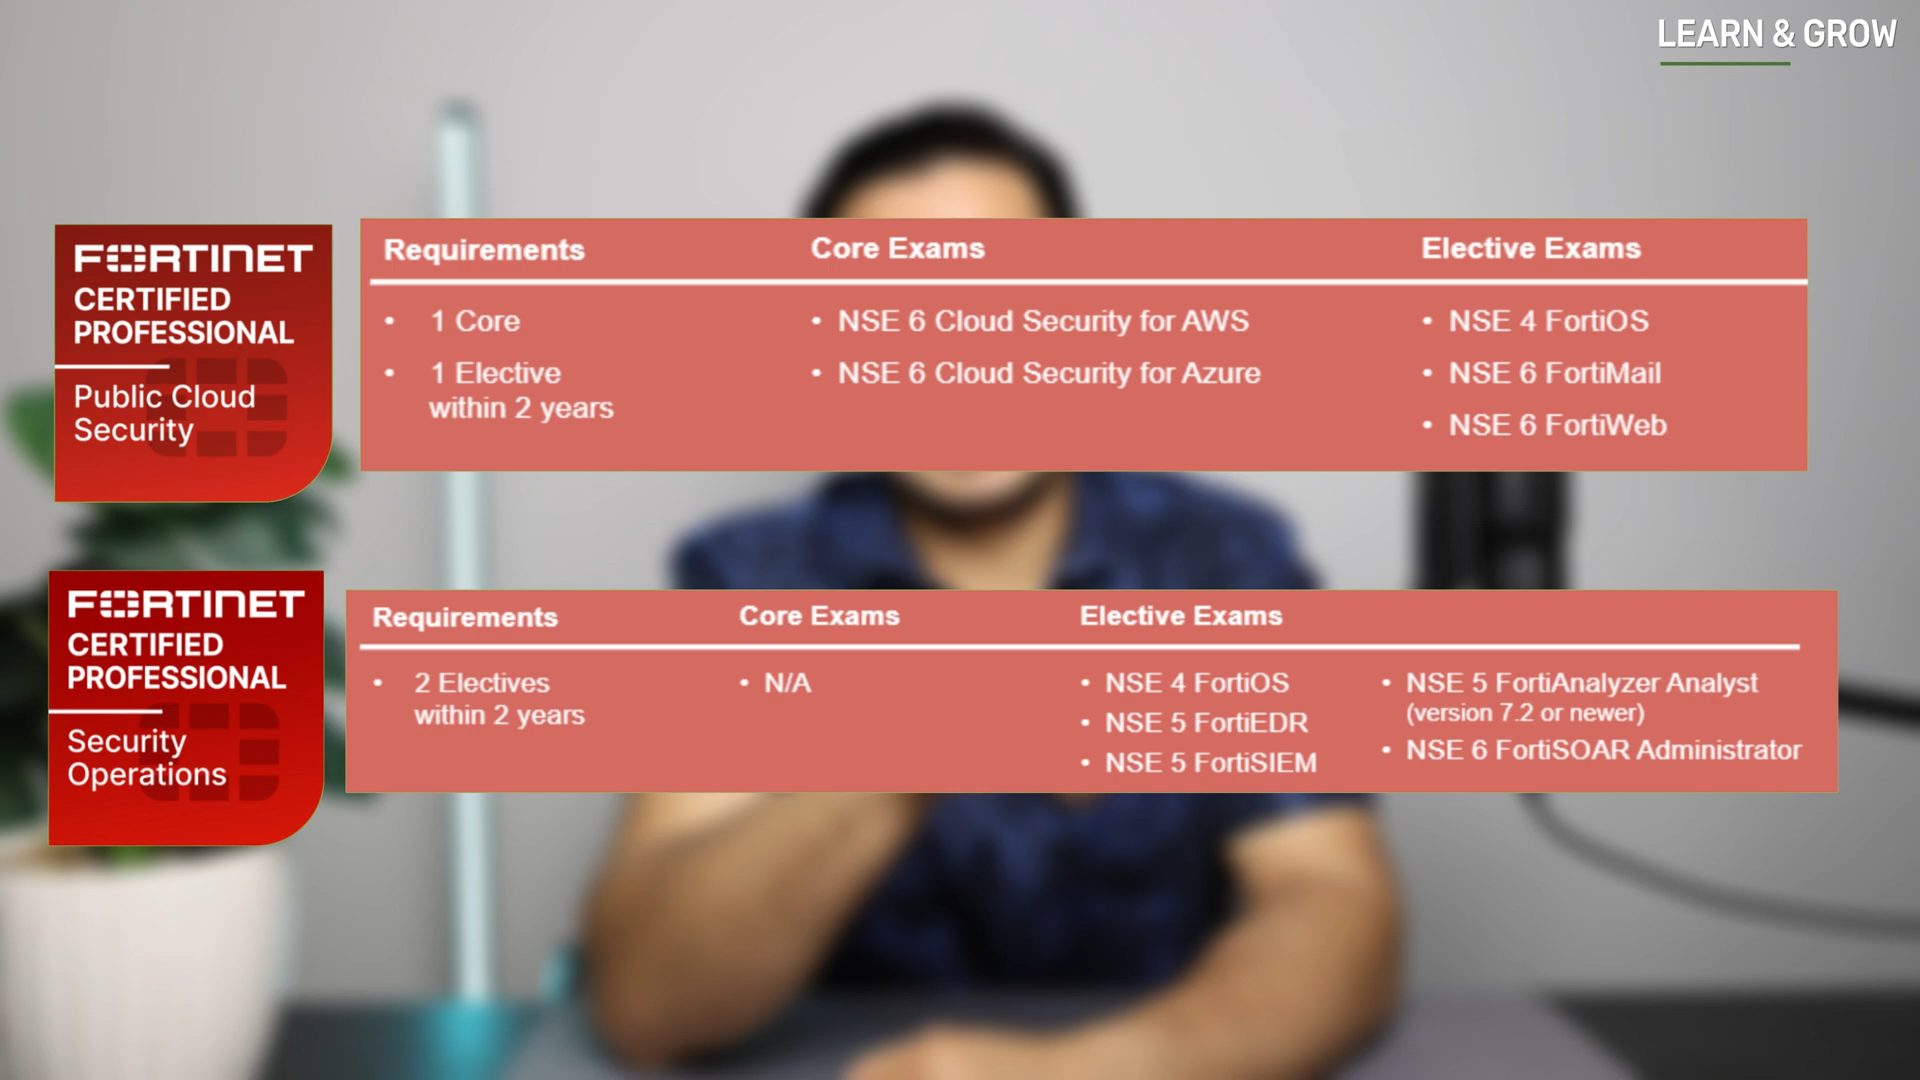 LEARN & GROW
FORTINET
CERTIFIED
PROFESSIONAL
Public Cloud
Security
Requirements
Core Exams
Elective Exams
• 1 Core
• 1 Elective
within 2 years
• NSE 6 Cloud Security for AWS
• NSE 6 Cloud Security for Azure
• NSE 4 FortiOS
• NSE 6 FortiMail
• NSE 6 FortiWeb
FORTINET
CERTIFIED
PROFESSIONAL
Security
Operations
Requirements
Core Exams
Elective Exams
• 2 Electives
within 2 years
• N/A
• NSE 4 FortiOS
• NSE 5 FortiEDR
• NSE 5 FortiSIEM
• NSE 5 FortiAnalyzer Analyst
(version 7.2 or newer)
• NSE 6 FortiSOAR Administrator